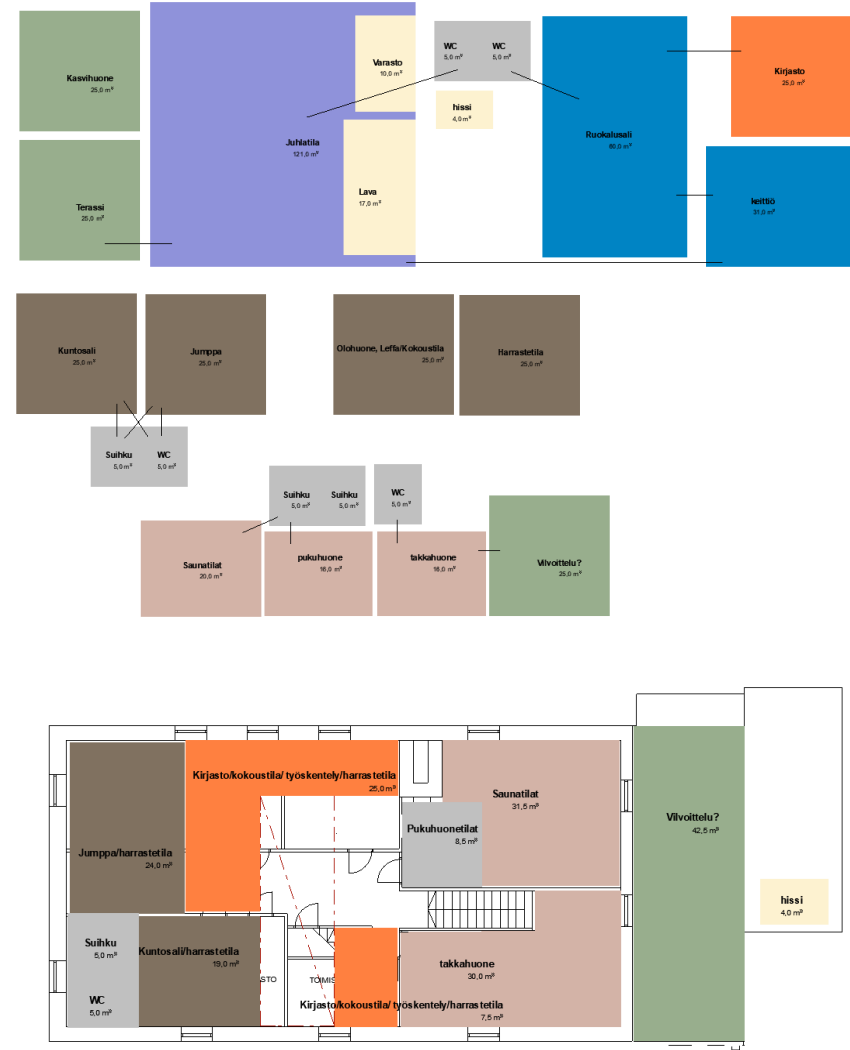 Kasvihuone
25,0 m²
Varasto
10,0 m²
WC
5,0 m²
WC
5,0 m²
hissi
4,0 m²
Kirjasto
25,0 m²
Juhlatila
121,0 m²
Ruokalusali
80,0 m²
Terassi
25,0 m²
Lava
17,0 m²
keittiö
31,0 m²
Kuntosali
25,0 m²
Jumppa
25,0 m²
Olohuone, Leffa/Kokoustila
25,0 m²
Harrastetila
25,0 m²
Suihku
5,0 m²
WC
5,0 m²
Suihku
5,0 m²
Suihku
5,0 m²
WC
5,0 m²
Saunatilat
20,0 m²
pukuhuone
16,0 m²
takkahuone
16,0 m²
Vilvoittelu?
25,0 m²
Kirjasto/kokoustila/ työskentely/harrastetila
25,0 m²
Saunatilat
31,5 m²
Pukuhuonetilat
8,5 m²
Vilvoittelu?
42,5 m²
Jumppa/harrastetila
24,0 m²
hissi
4,0 m²
Suihku
5,0 m²
Kuntosali/harrastetila
19,0 m²
takkahuone
30,0 m²
STO
TOIMIS
WC
5,0 m²
Kirjasto/kokoustila/ työskentely/harrastetila
7,5 m²